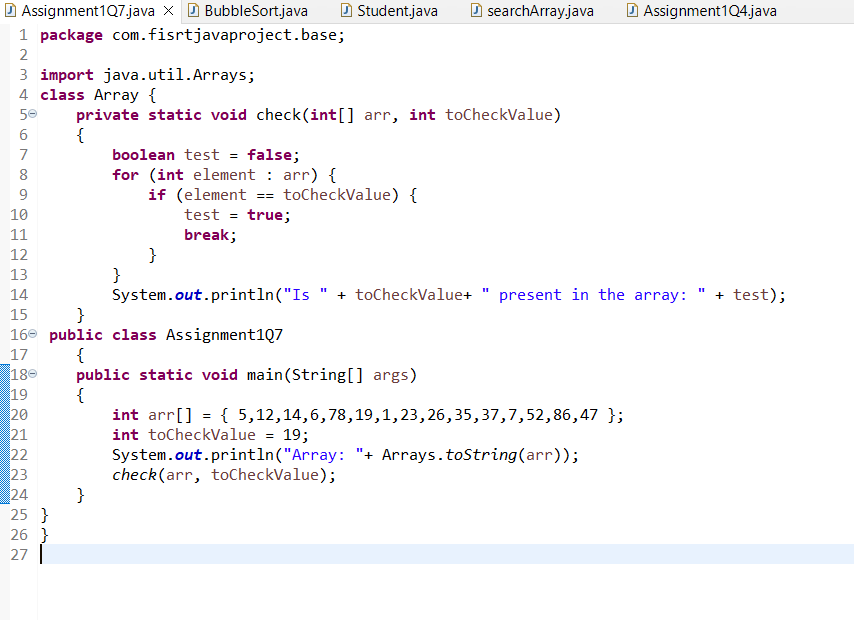 Assignment1Q7.java BubbleSort.java Student.java searchArray.java Assignment1Q4.java
1 package com.fisrtjavaproject.base;
2
3 import java.util.Arrays;
4 class Array {
5     private static void check(int[] arr, int toCheckValue)
6     {
7         boolean test = false;
8         for (int element : arr) {
9             if (element == toCheckValue) {
10                 test = true;
11                 break;
12             }
13         }
14         System.out.println("Is " + toCheckValue+ " present in the array: " + test);
15     }
16  public class Assignment1Q7
17     {
18     public static void main(String[] args)
19     {
20         int arr[] = { 5,12,14,6,78,19,1,23,26,35,37,7,52,86,47 };
21         int toCheckValue = 19;
22         System.out.println("Array: "+ Arrays.toString(arr));
23         check(arr, toCheckValue);
24     }
25 }
26 }
27